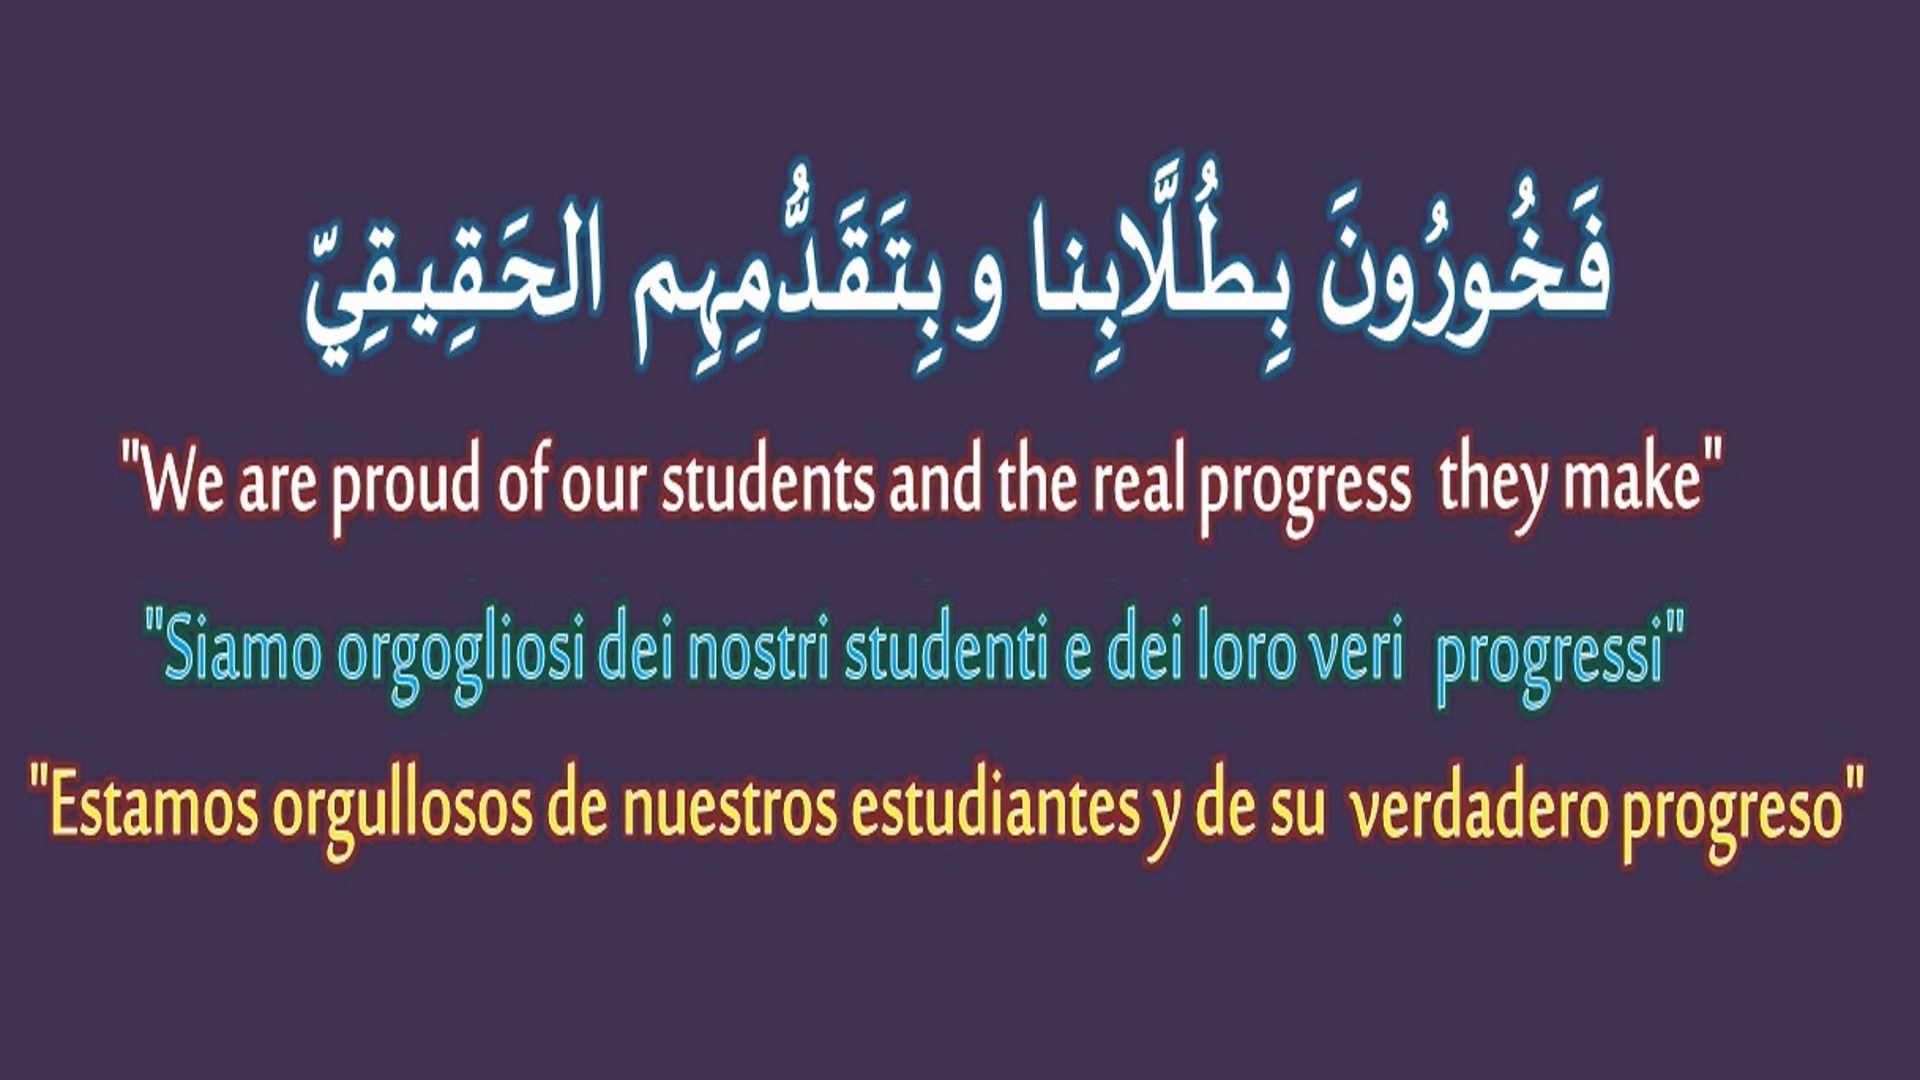 فَخُورُونَ بِطُلَّابِنا و بِتَقَدُّمِهِم الحَقِيقِيّ
"We are proud of our students and the real progress they make"
"Siamo orgogliosi dei nostri studenti e dei loro veri progressi"
"Estamos orgullosos de nuestros estudiantes y de su verdadero progreso"